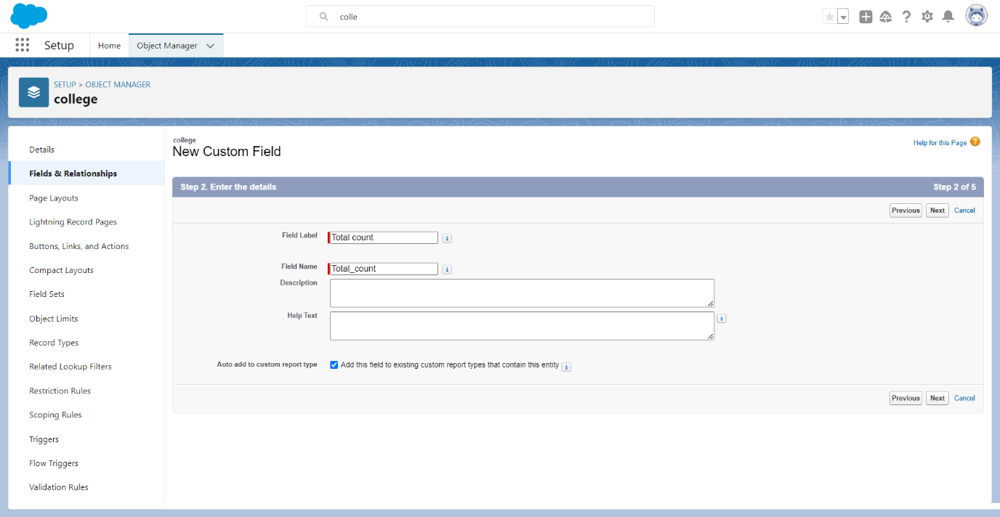 colle
Setup
Home
Object Manager
SETUP > OBJECT MANAGER
college
Details
Fields & Relationships
Page Layouts
Lightning Record Pages
Buttons, Links, and Actions
Compact Layouts
Field Sets
Object Limits
Record Types
Related Lookup Filters
Restriction Rules
Scoping Rules
Triggers
Flow Triggers
Validation Rules
college
New Custom Field
Help for this Page ?
Step 2. Enter the details
Step 2 of 5
Previous Next Cancel
Field Label Total count i
Field Name Total_count i
Description
Help Text i
Auto add to custom report type Add this field to existing custom report types that contain this entity i
Previous Next Cancel